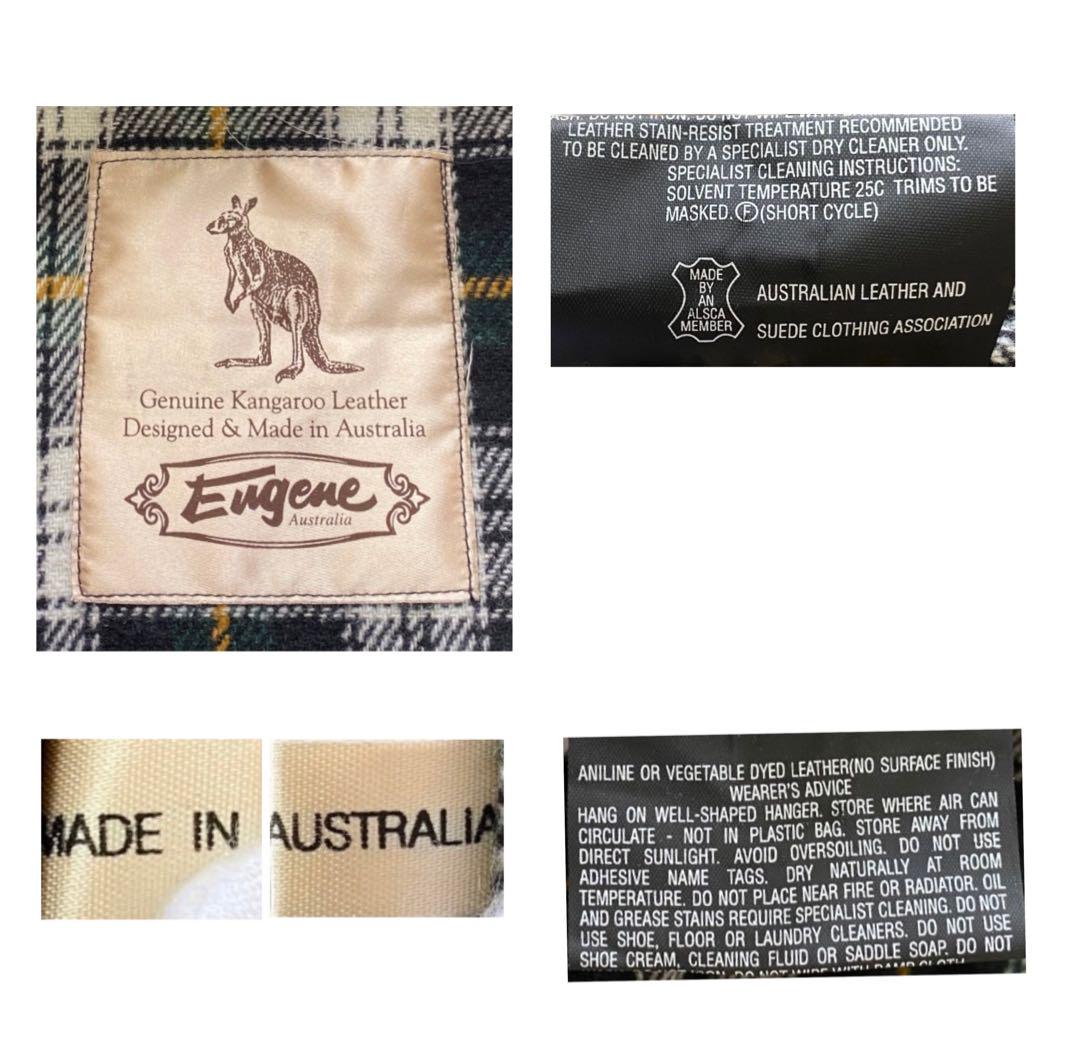 Genuine Kangaroo Leather
Designed & Made in Australia
Eugene
Australia
LEATHER STAIN-RESIST TREATMENT RECOMMENDED
TO BE CLEANED BY A SPECIALIST DRY CLEANER ONLY.
SPECIALIST CLEANING INSTRUCTIONS:
SOLVENT TEMPERATURE 25C TRIMS TO BE
MASKED. Ⓕ (SHORT CYCLE)
MADE
BY
AN
ALSCA
MEMBER
AUSTRALIAN LEATHER AND
SUEDE CLOTHING ASSOCIATION
MADE IN
AUSTRALIA
ANILINE OR VEGETABLE DYED LEATHER(NO SURFACE FINISH)
WEARER'S ADVICE
HANG ON WELL-SHAPED HANGER. STORE WHERE AIR CAN
CIRCULATE - NOT IN PLASTIC BAG. STORE AWAY FROM
DIRECT SUNLIGHT. AVOID OVERSOILING. DO NOT USE
ADHESIVE NAME TAGS. DRY NATURALLY AT ROOM
TEMPERATURE. DO NOT PLACE NEAR FIRE OR RADIATOR. OIL
AND GREASE STAINS REQUIRE SPECIALIST CLEANING. DO NOT
USE SHOE, FLOOR OR LAUNDRY CLEANERS. DO NOT USE
SHOE CREAM, CLEANING FLUID OR SADDLE SOAP. DO NOT